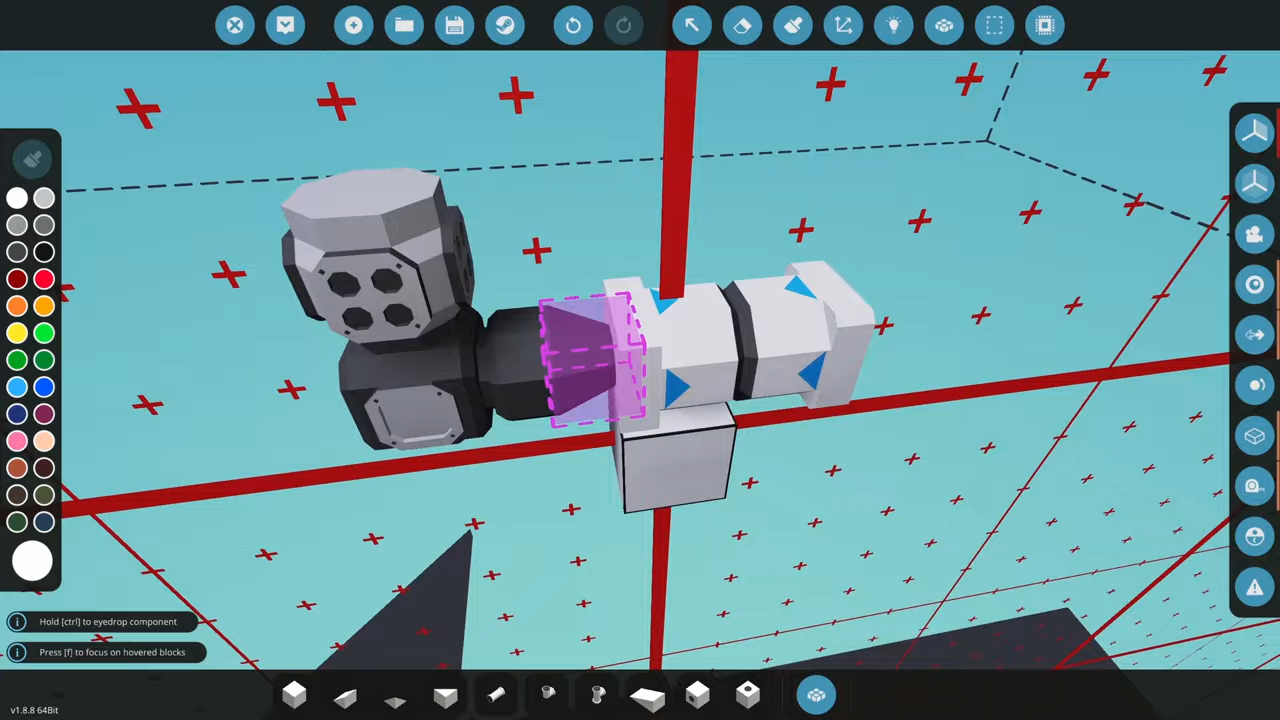 Hold [ctrl] to eyedrop component
Press [f] to focus on hovered blocks
v1.8.8 64Bit